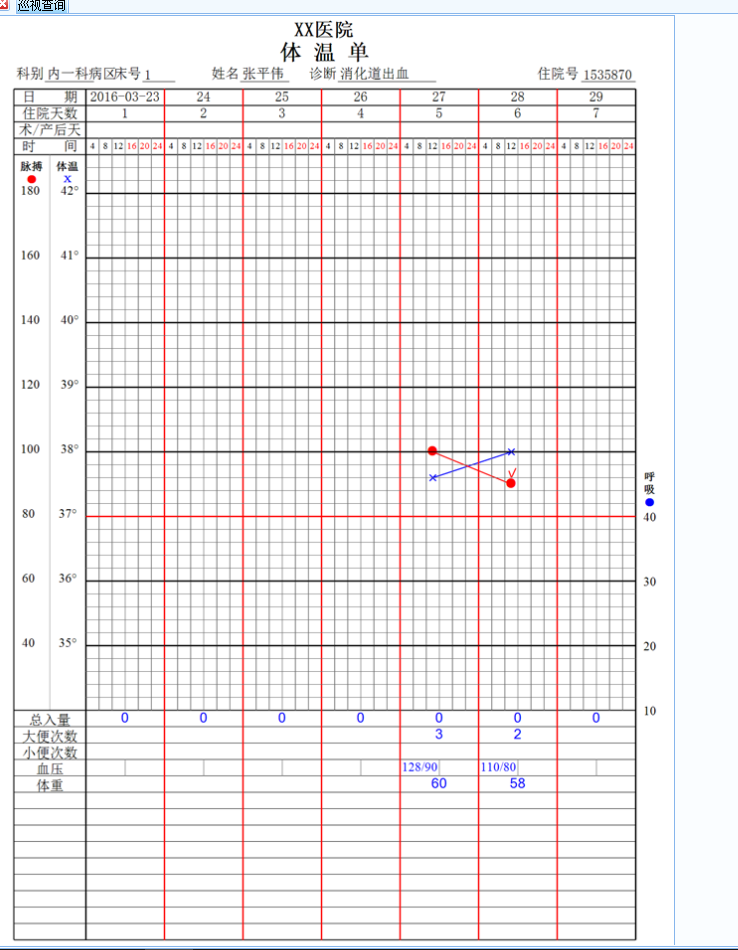 巡视查询
XX医院
体 温 单
科别 内一科病区床号 1 姓名 张平伟 诊断 消化道出血 住院号 1535870
日 期 2016-03-23 24 25 26 27 28 29
住院天数 1 2 3 4 5 6 7
术/产后天
时 间 4 8 12 16 20 24 4 8 12 16 20 24 4 8 12 16 20 24 4 8 12 16 20 24 4 8 12 16 20 24 4 8 12 16 20 24 4 8 12 16 20 24
脉搏 体温
x
180 42°
160 41°
140 40°
120 39°
100 38°
呼
吸
80 37° 40
60 36° 30
40 35° 20
10
总入量 0 0 0 0 0 0 0
大便次数 3 2
小便次数
血压 128/90 110/80
体重 60 58